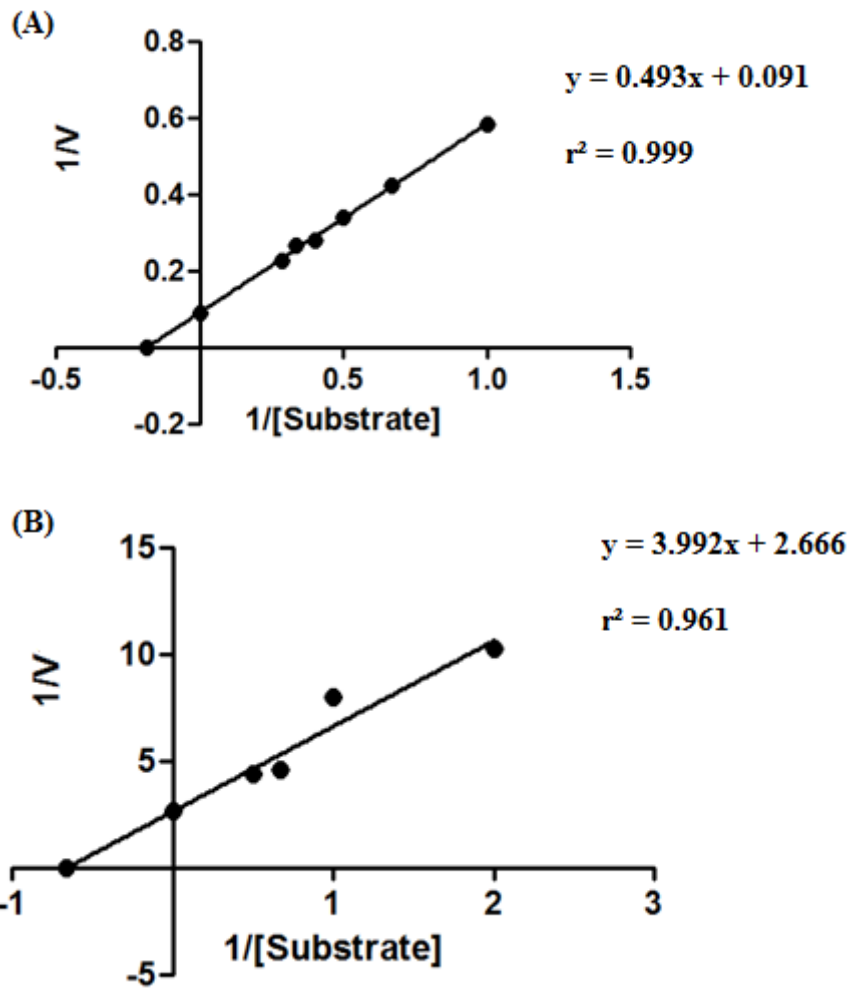 (A)
0.8
y = 0.493x + 0.091
0.6
1/V
r² = 0.999
0.4
0.2
-0.5
0.5
1.0
1.5
-0.2
1/[Substrate]
(B)
15
y = 3.992x + 2.666
r² = 0.961
10
1/V
5
-1
1
2
3
1/[Substrate]
-5